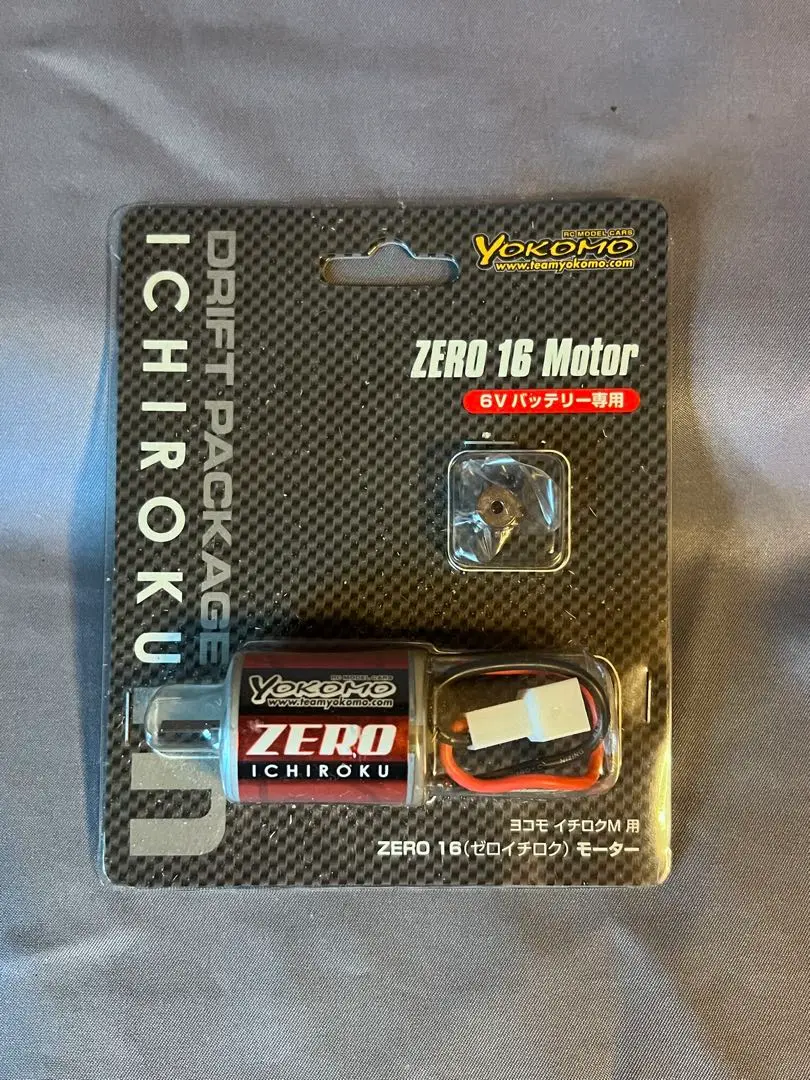 DRIFT PACKAGE
ICHIROKU
RC MODEL CARS
YOKOMO
www.teamyokomo.com
ZERO 16 Motor
6Vバッテリー専用
RC MODEL CARS
YOKOMO
www.teamyokomo.com
ZERO
ICHIROKU
ヨコモ イチロクM 用
ZERO 16(ゼロイチロク) モーター